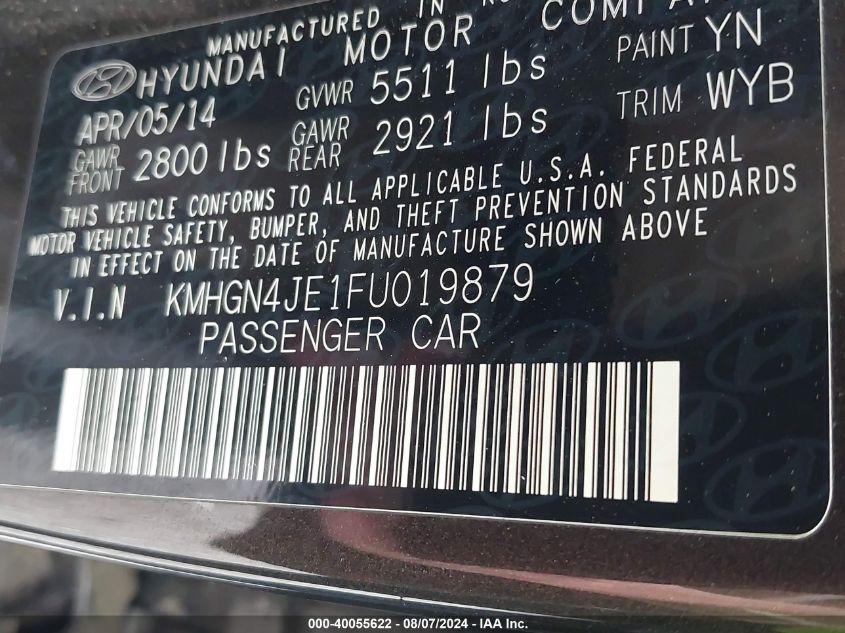 MANUFACTURED IN
HYUNDAI MOTOR
APR/05/14 GVWR 5511 lbs PAINT YN
GAWR FRONT 2800 lbs GAWR REAR 2921 lbs TRIM WYB
THIS VEHICLE CONFORMS TO ALL APPLICABLE U.S.A. FEDERAL
MOTOR VEHICLE SAFETY, BUMPER, AND THEFT PREVENTION STANDARDS
IN EFFECT ON THE DATE OF MANUFACTURE SHOWN ABOVE
V.I.N KMHGN4JE1FU019879
PASSENGER CAR
000-40055622 - 08/07/2024 - IAA Inc.